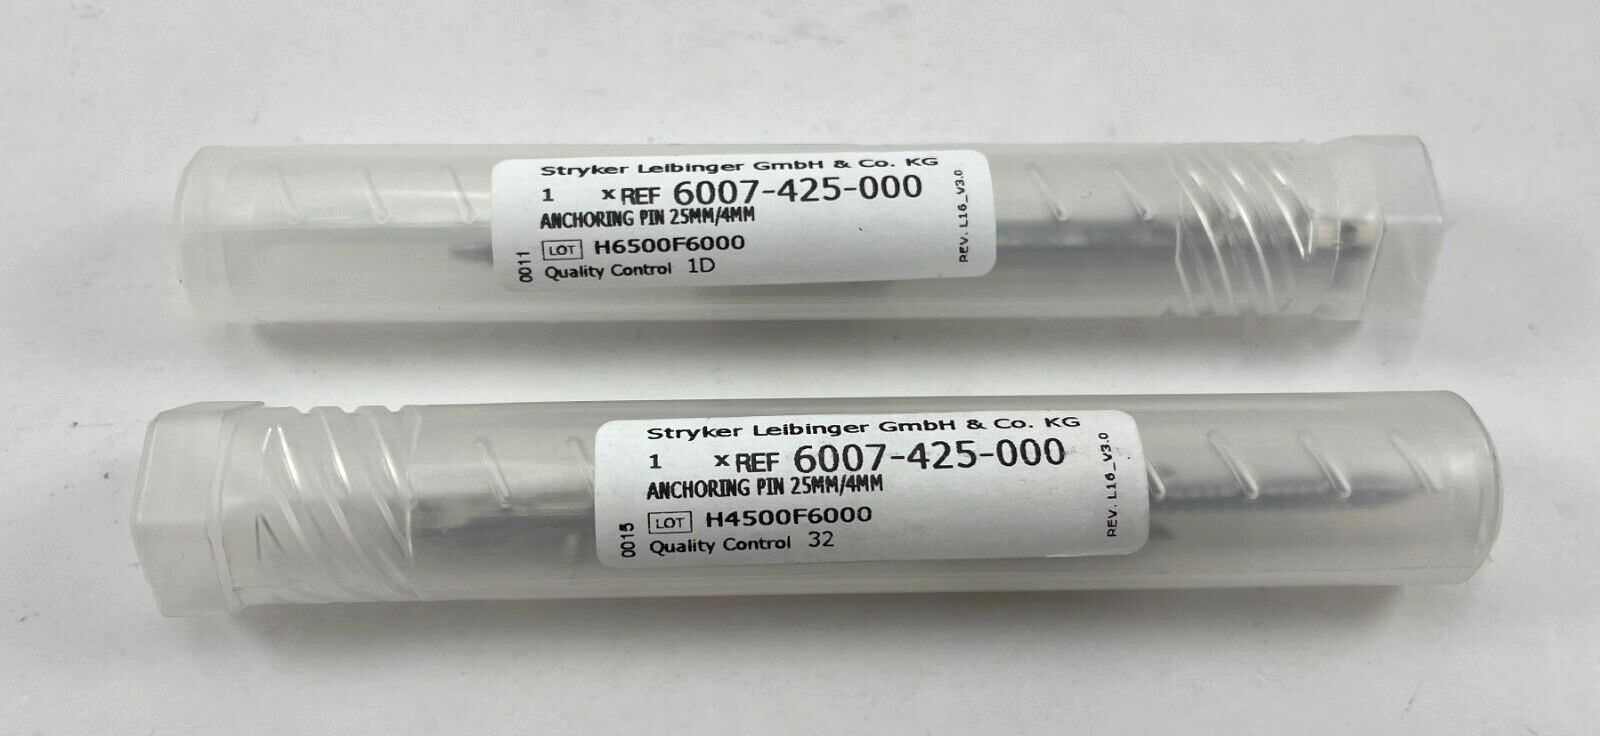 Stryker Leibinger GmbH & Co. KG
1 x REF 6007-425-000
ANCHORING PIN 25MM/4MM
LOT H6500F6000
Quality Control 1D
0011
REV. L16_V3.0
Stryker Leibinger GmbH & Co. KG
1 x REF 6007-425-000
ANCHORING PIN 25MM/4MM
LOT H4500F6000
Quality Control 32
0015
REV. L16_V3.0